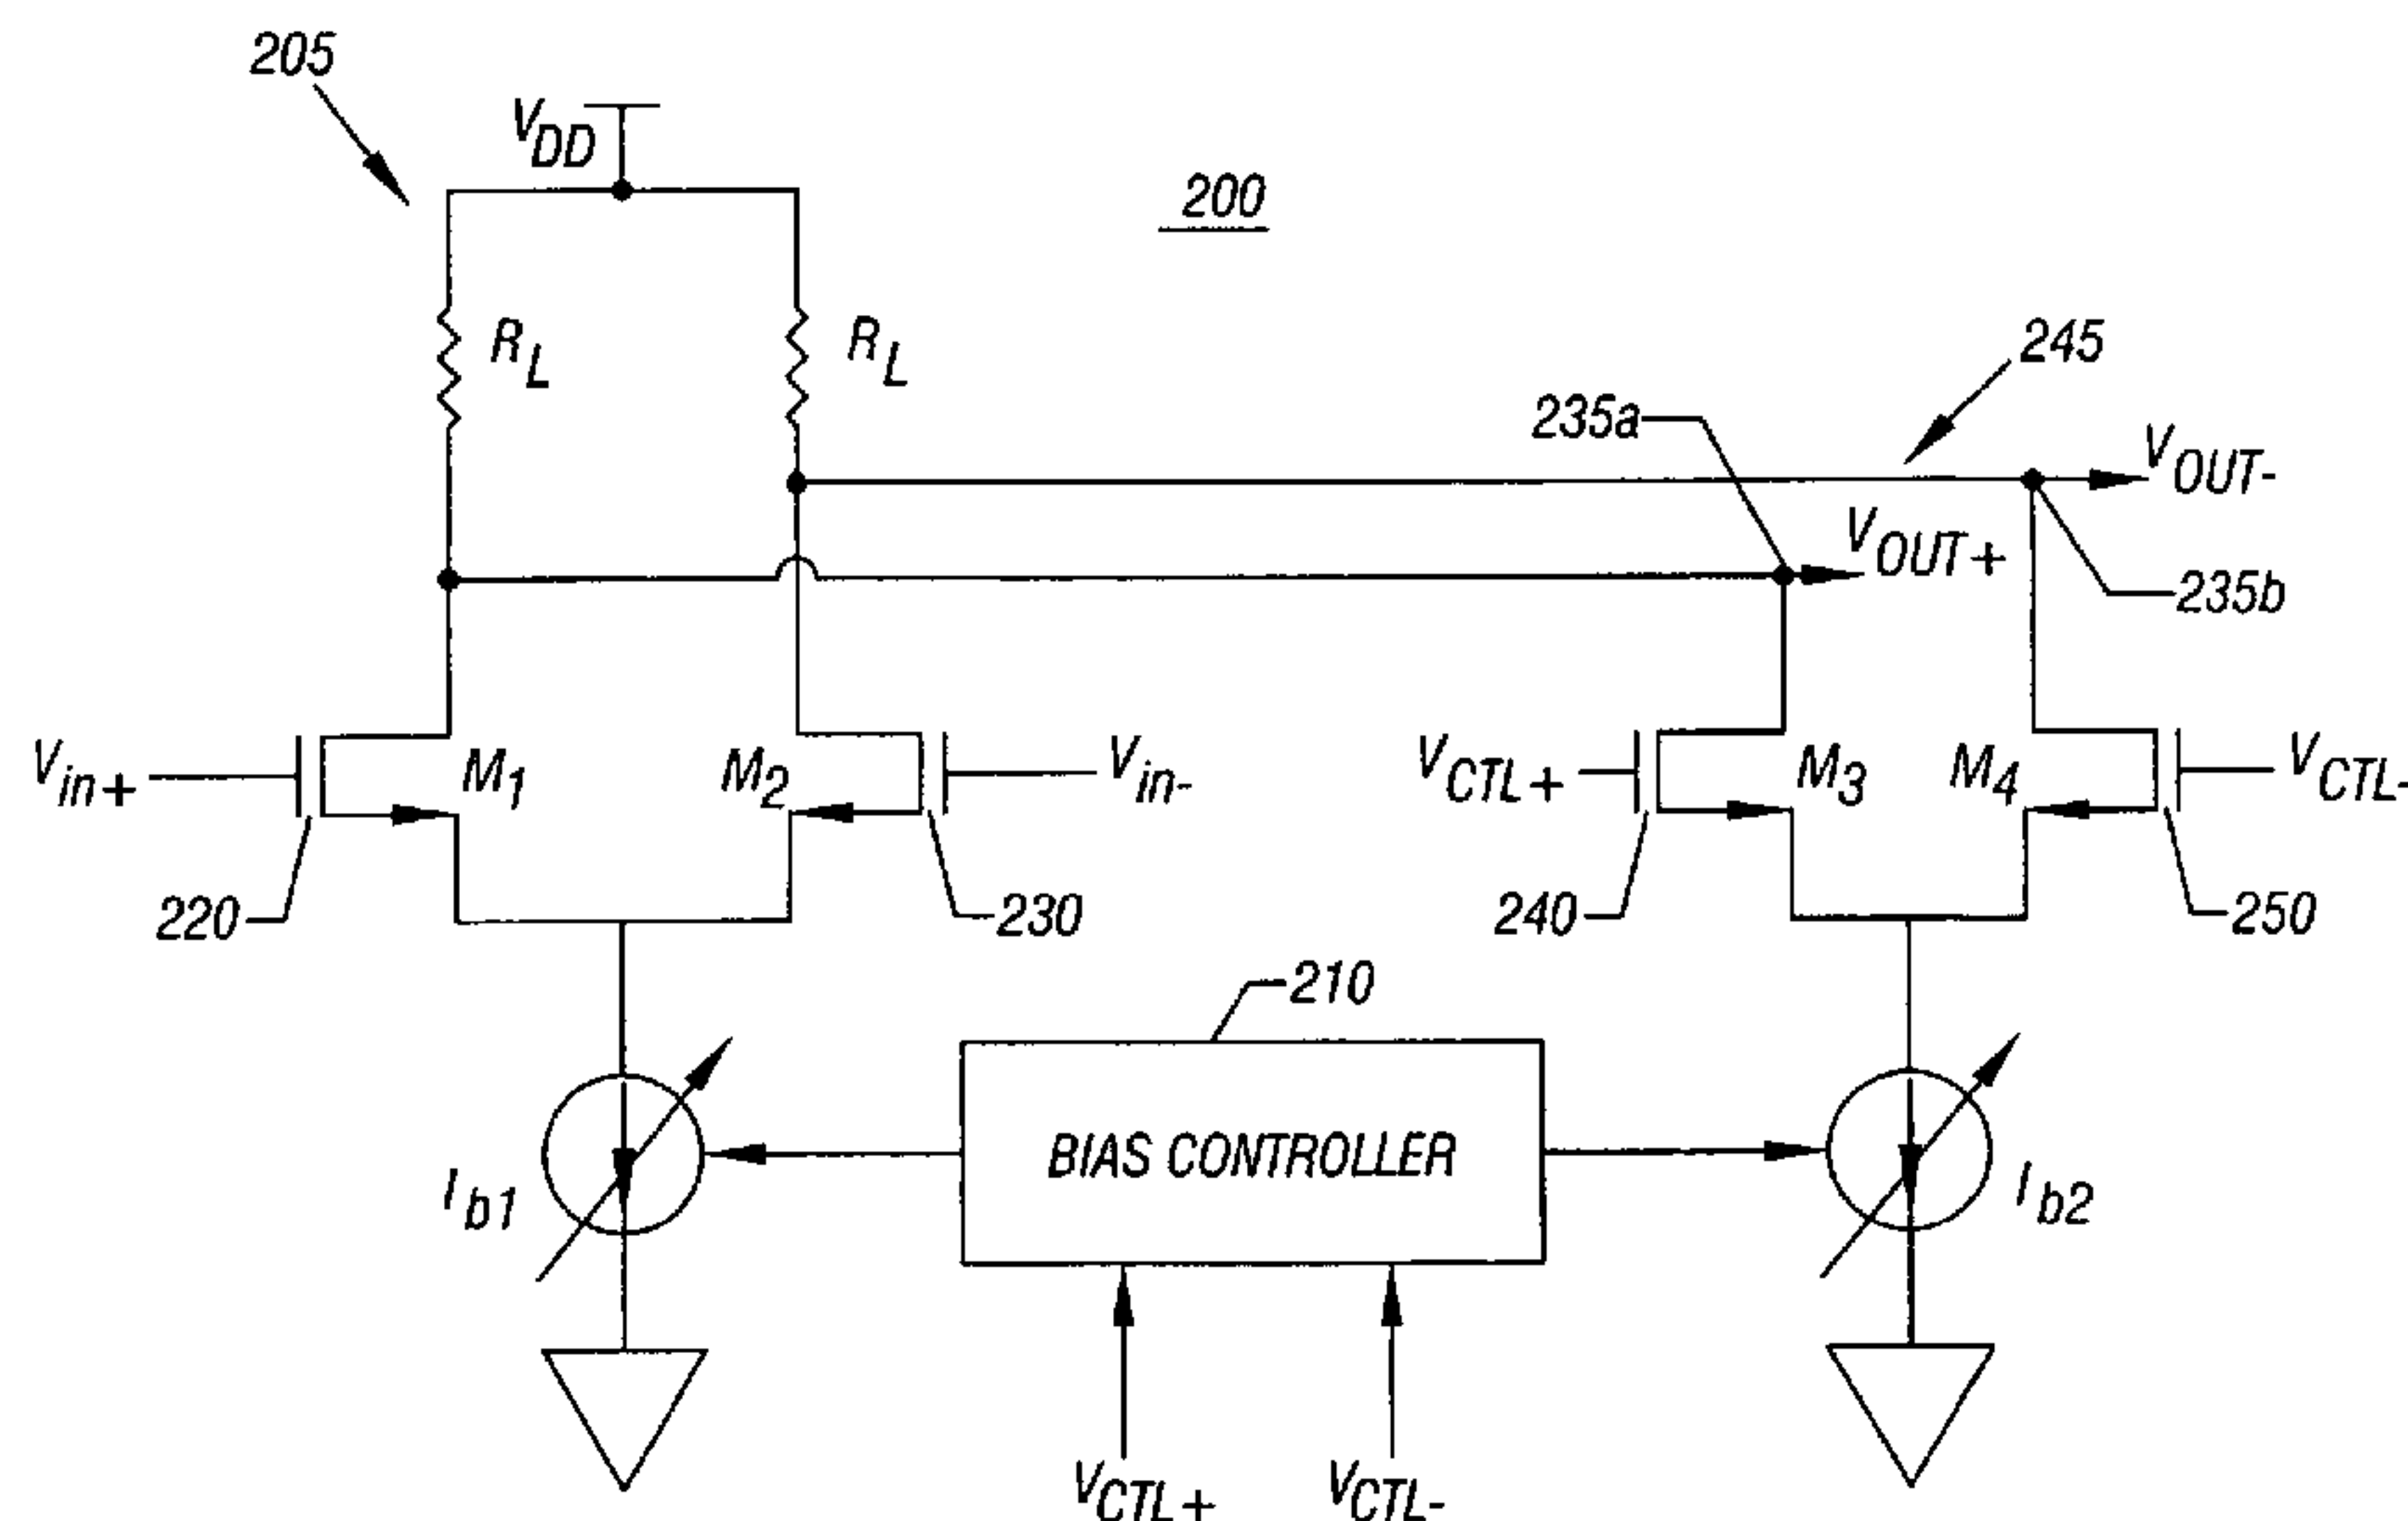 205
VDD
200
RL
RL
245
235a
VOUT-
VOUT+
235b
Vin+
M1
M2
Vin-
VCTL+
M3
M4
VCTL-
220
230
240
250
210
BIAS CONTROLLER
Ib1
Ib2
VCTL+
VCTL-